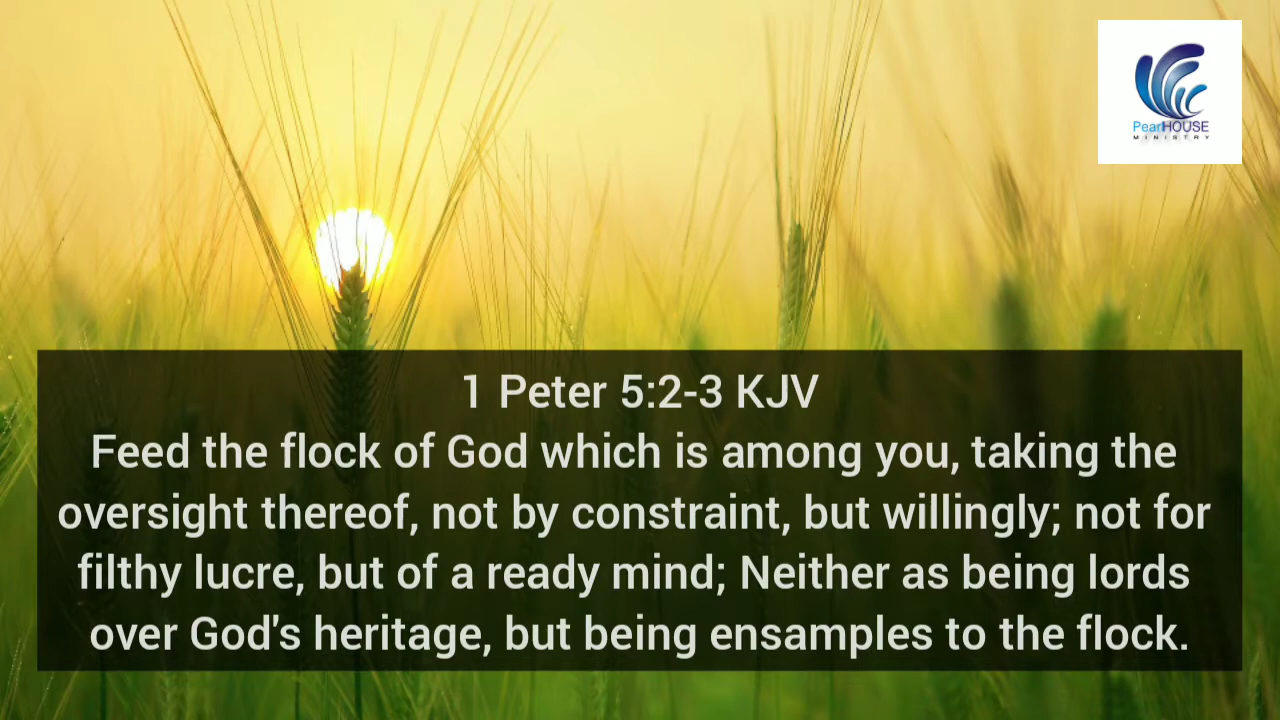 PearlHOUSE
MINISTRY
1 Peter 5:2-3 KJV
Feed the flock of God which is among you, taking the
oversight thereof, not by constraint, but willingly; not for
filthy lucre, but of a ready mind; Neither as being lords
over God's heritage, but being ensamples to the flock.